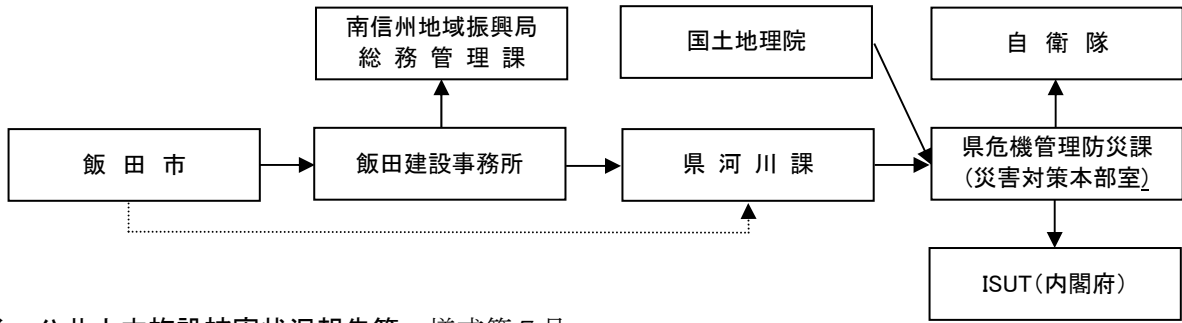 南信州地域振興局
総務管理課
国土地理院
自衛隊
飯田市
飯田建設事務所
県河川課
県危機管理防災課
(災害対策本部室)
ISUT(内閣府)